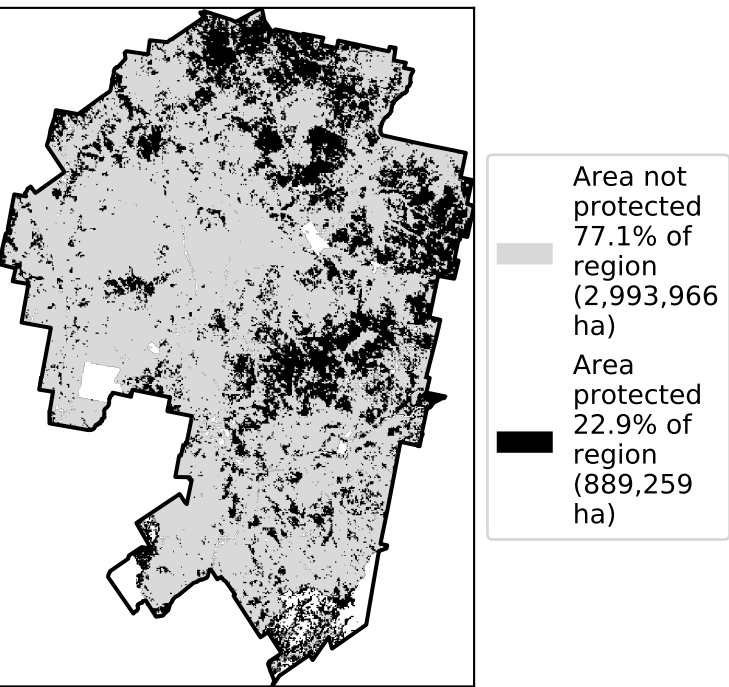 Area not
protected
77.1% of
region
(2,993,966
ha)
Area
protected
22.9% of
region
(889,259
ha)